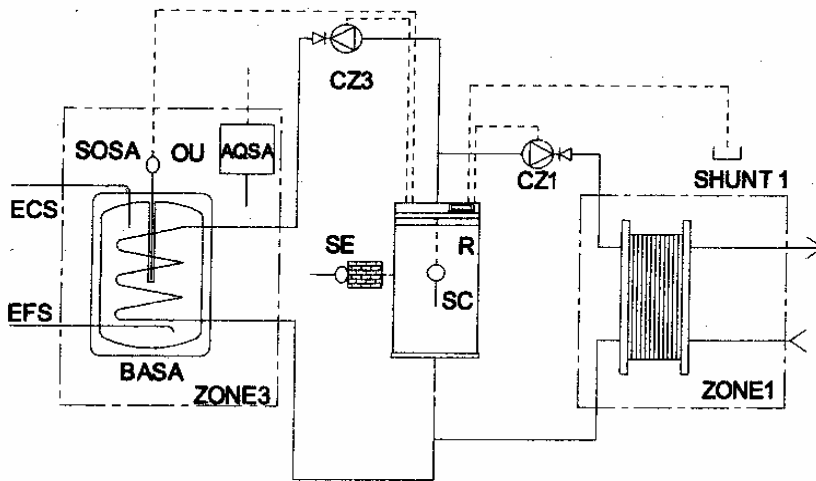 CZ3
SOSA OU AQSA
CZ1
SHUNT 1
ECS
SE
R
SC
EFS
BASA
ZONE3
ZONE1